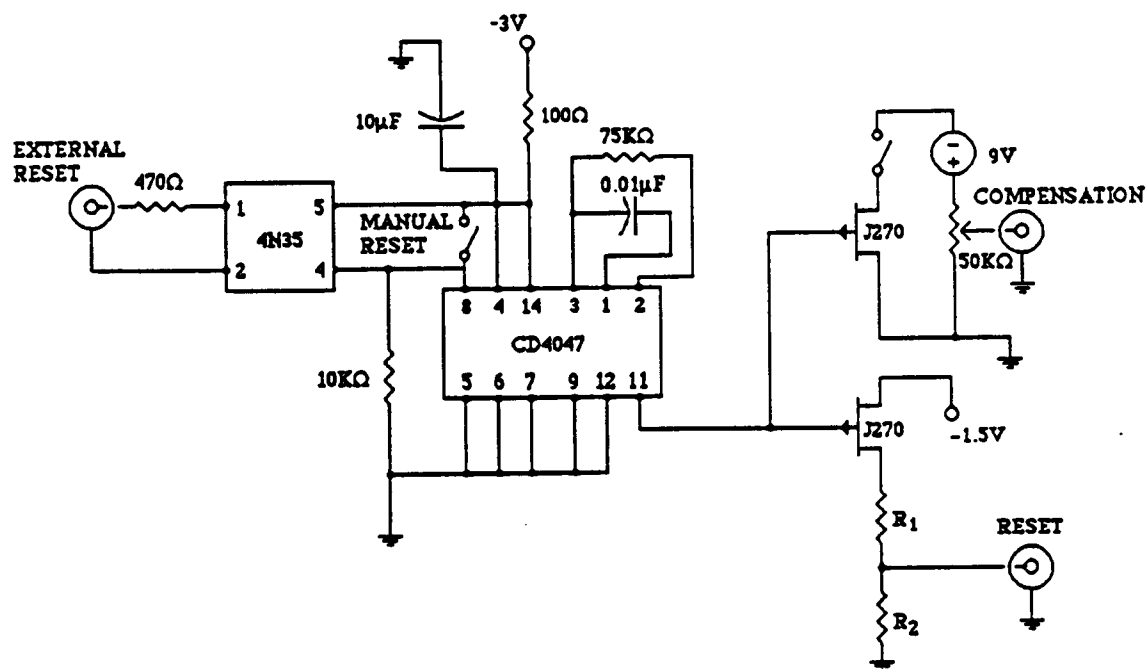 -3V
10µF
100Ω
75KΩ
0.01µF
9V
EXTERNAL
RESET
470Ω
COMPENSATION
1
5
4N35
2
4
MANUAL
RESET
J270
50KΩ
8 4 14 3 1 2
CD4047
5 6 7 9 12 11
10KΩ
J270
-1.5V
R1
RESET
R2